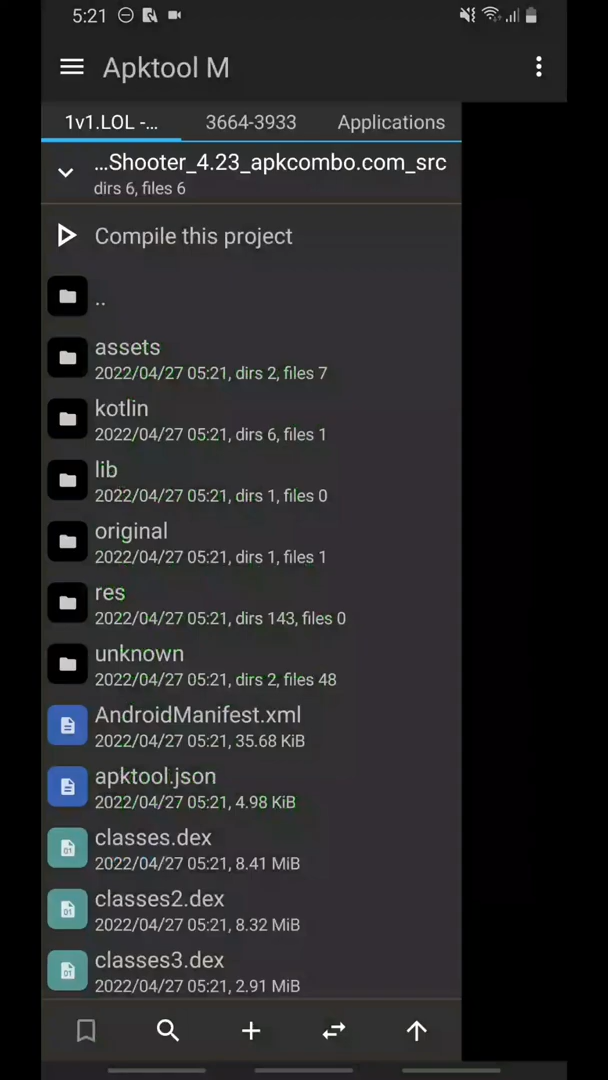 5:21
Apktool M
1v1.LOL -...
3664-3933
Applications
...Shooter_4.23_apkcombo.com_src
dirs 6, files 6
Compile this project
..
assets
2022/04/27 05:21, dirs 2, files 7
kotlin
2022/04/27 05:21, dirs 6, files 1
lib
2022/04/27 05:21, dirs 1, files 0
original
2022/04/27 05:21, dirs 1, files 1
res
2022/04/27 05:21, dirs 143, files 0
unknown
2022/04/27 05:21, dirs 2, files 48
AndroidManifest.xml
2022/04/27 05:21, 35.68 KiB
apktool.json
2022/04/27 05:21, 4.98 KiB
classes.dex
2022/04/27 05:21, 8.41 MiB
classes2.dex
2022/04/27 05:21, 8.32 MiB
classes3.dex
2022/04/27 05:21, 2.91 MiB